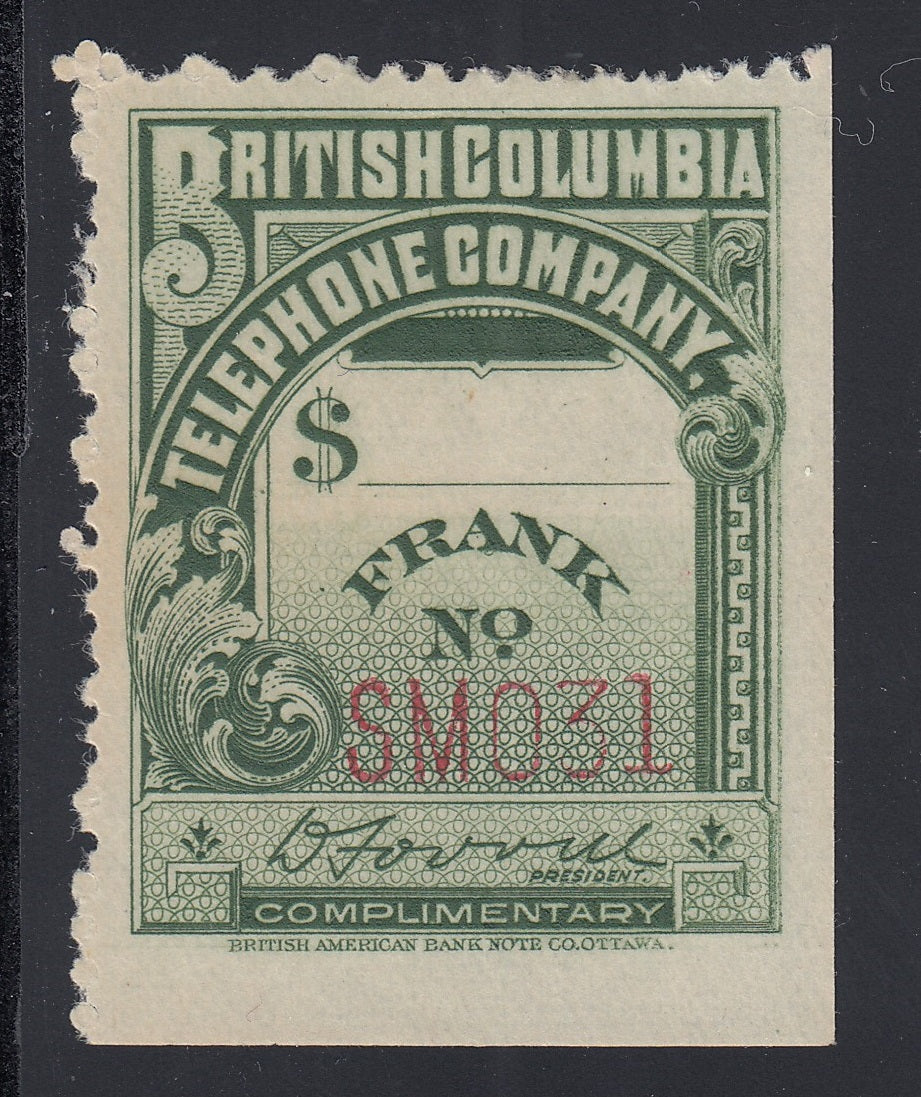 BRITISH COLUMBIA
TELEPHONE COMPANY.
$
FRANK
No
SM031
PRESIDENT.
COMPLIMENTARY
BRITISH AMERICAN BANK NOTE CO. OTTAWA.